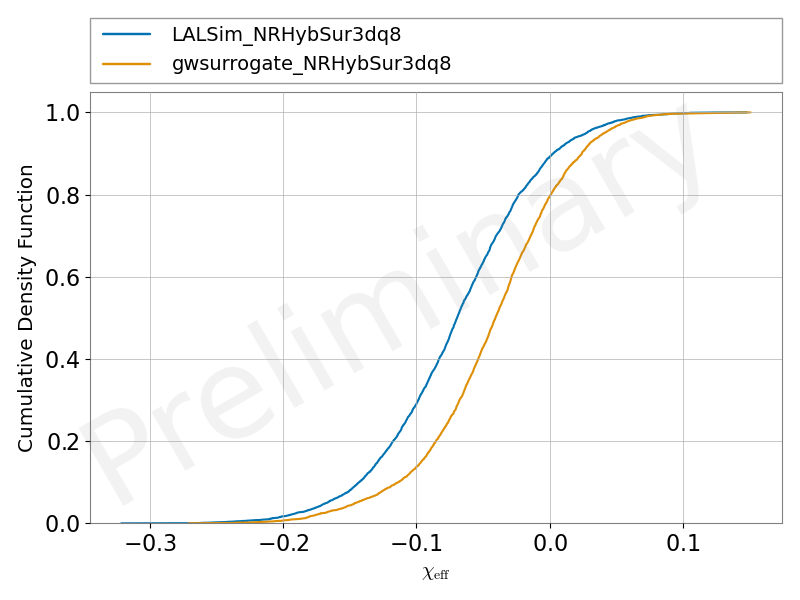 LALSim_NRHybSur3dq8
gwsurrogate_NRHybSur3dq8
Preliminary
Cumulative Density Function
1.0
0.8
0.6
0.4
0.2
0.0
−0.3 −0.2 −0.1 0.0 0.1
χeff